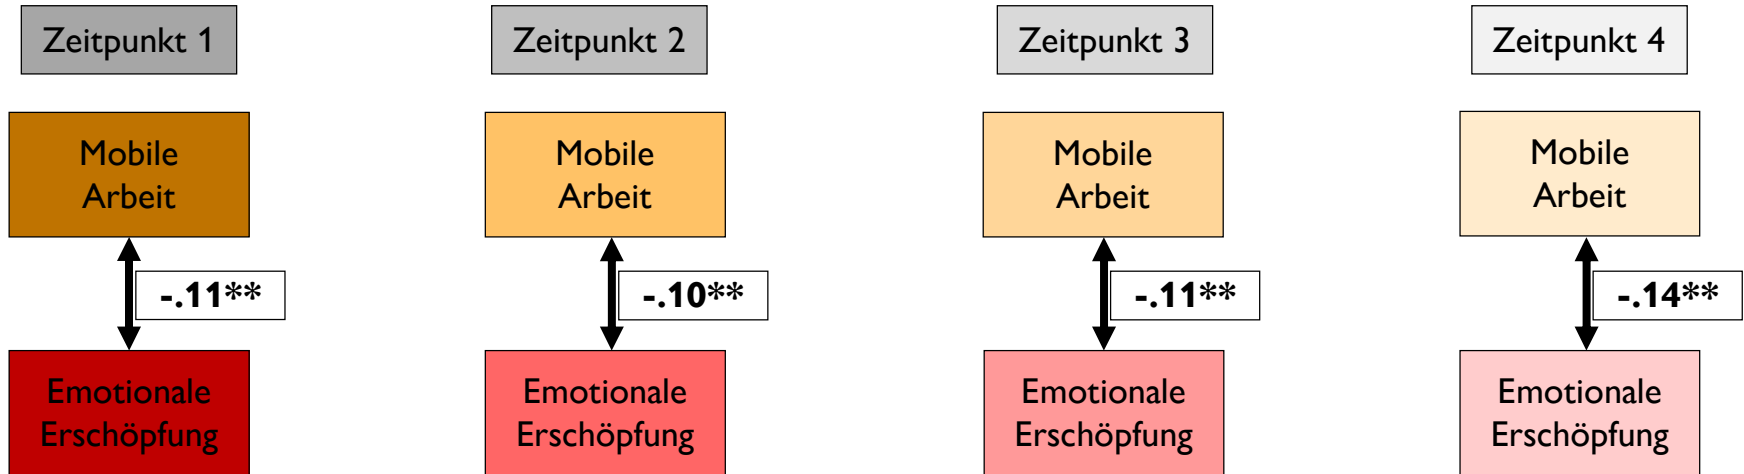 Zeitpunkt 1
Zeitpunkt 2
Zeitpunkt 3
Zeitpunkt 4
Mobile
Arbeit
Mobile
Arbeit
Mobile
Arbeit
Mobile
Arbeit
-.11**
-.10**
-.11**
-.14**
Emotionale
Erschöpfung
Emotionale
Erschöpfung
Emotionale
Erschöpfung
Emotionale
Erschöpfung